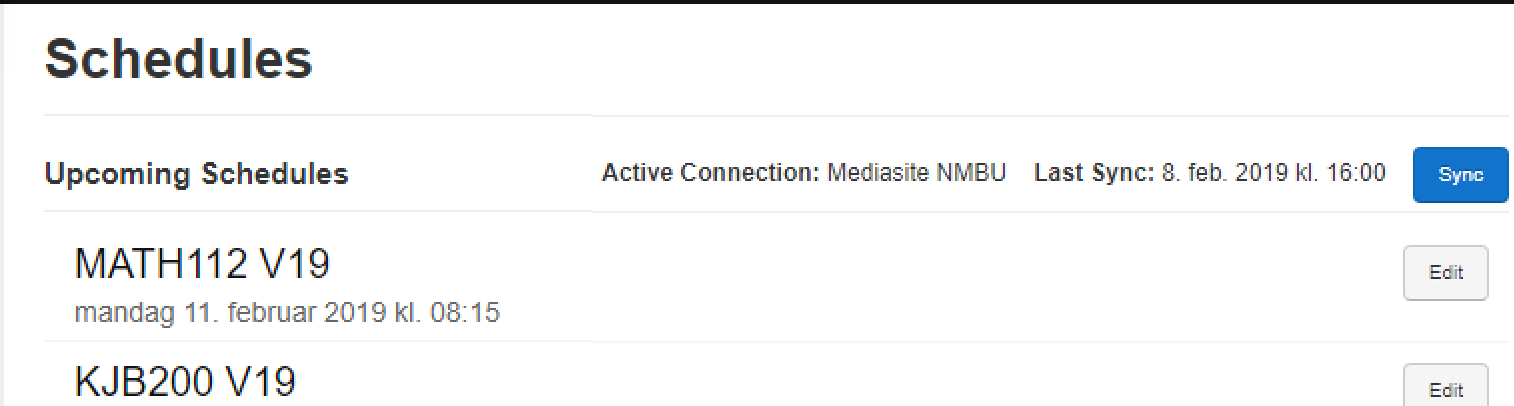 Schedules
Upcoming Schedules Active Connection: Mediasite NMBU Last Sync: 8. feb. 2019 kl. 16:00 Sync
MATH112 V19 Edit
mandag 11. februar 2019 kl. 08:15
KJB200 V19 Edit